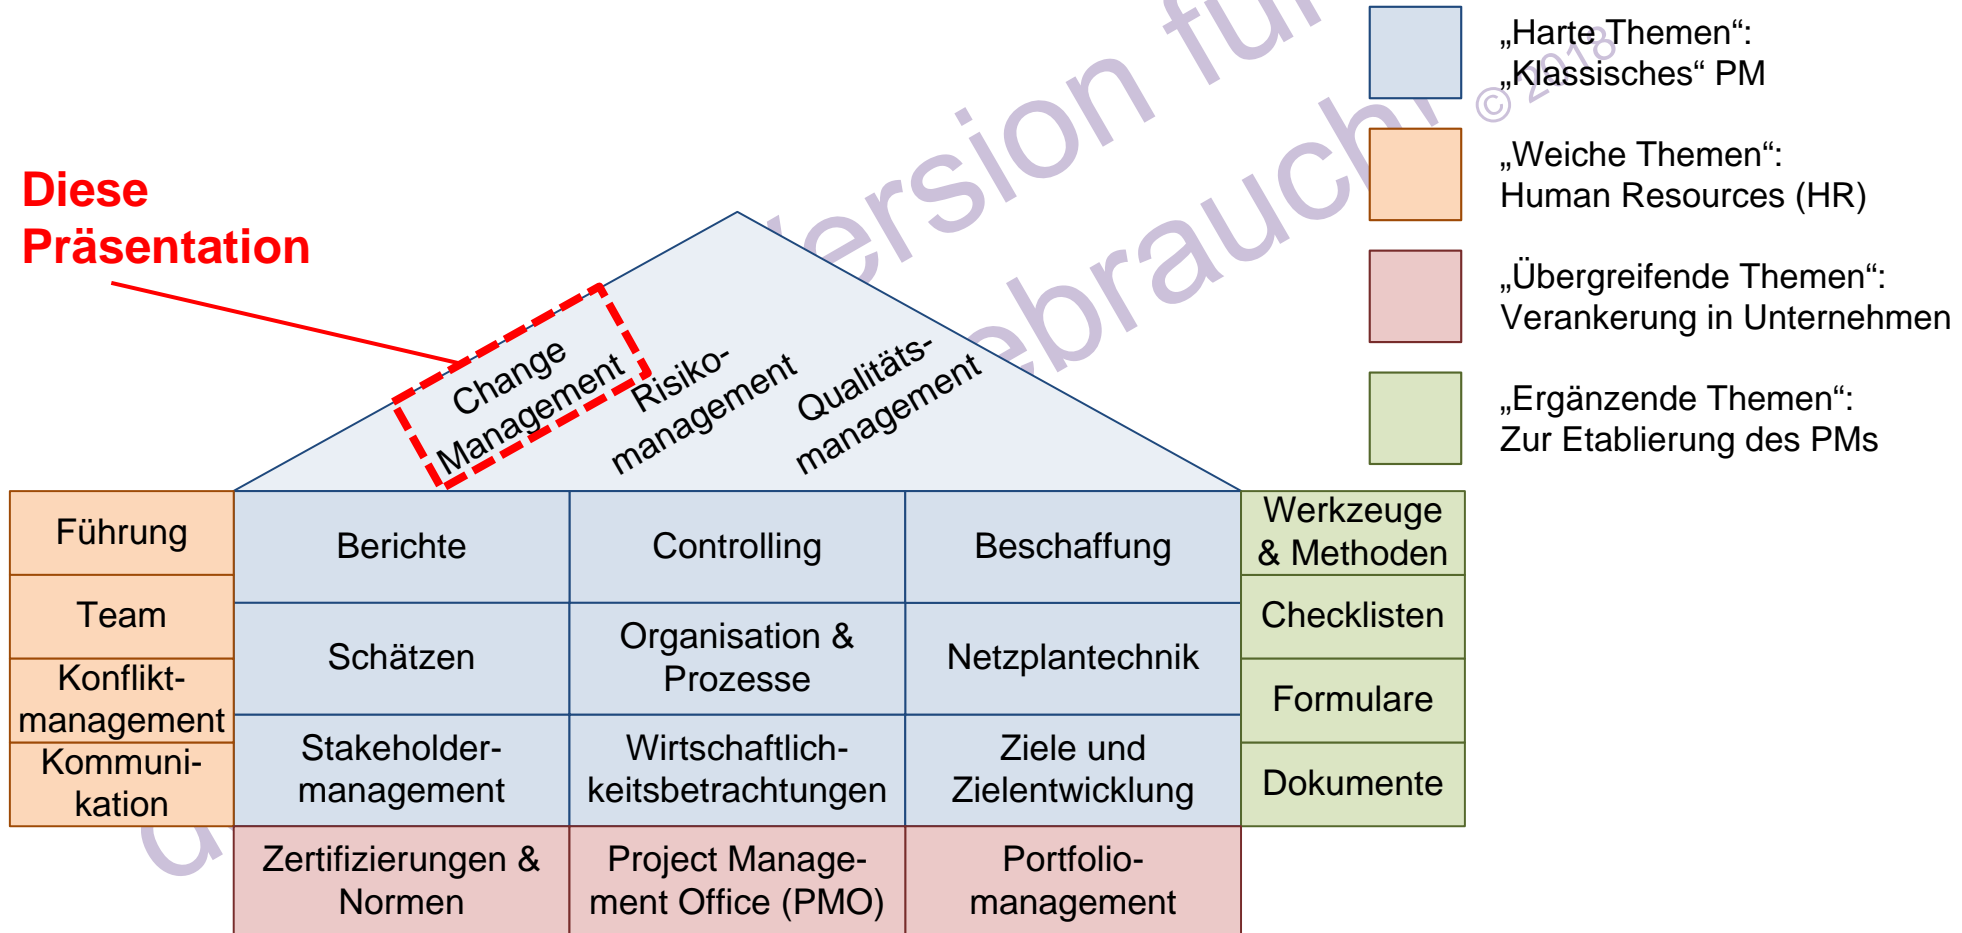 „Harte Themen“:
„Klassisches“ PM
„Weiche Themen“:
Human Resources (HR)
„Übergreifende Themen“:
Verankerung in Unternehmen
„Ergänzende Themen“:
Zur Etablierung des PMs
© 2018
Diese
Präsentation
Change
Management
Risiko-
management
Qualitäts-
management
Führung
Team
Konflikt-
management
Kommuni-
kation
Berichte
Controlling
Beschaffung
Schätzen
Organisation &
Prozesse
Netzplantechnik
Stakeholder-
management
Wirtschaftlich-
keitsbetrachtungen
Ziele und
Zielentwicklung
Zertifizierungen &
Normen
Project Manage-
ment Office (PMO)
Portfolio-
management
Werkzeuge
& Methoden
Checklisten
Formulare
Dokumente